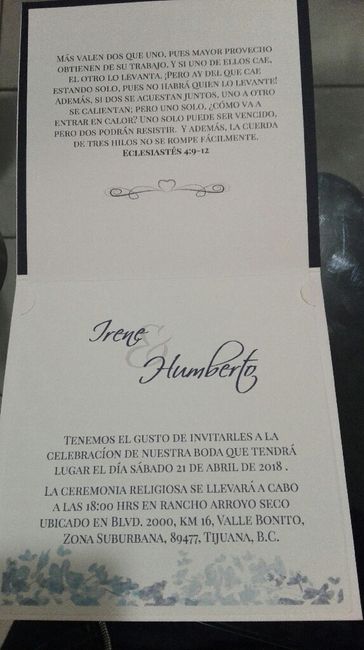 Más valen dos que uno, pues mayor provecho
obtienen de su trabajo. Y si uno de ellos cae,
el otro lo levanta. ¡Pero ay del que cae
estando solo, pues no habrá quien lo levante!
Además, si dos se acuestan juntos, uno a otro
se calientan; pero uno solo, ¿cómo va a
entrar en calor? Uno solo puede ser vencido,
pero dos podrán resistir. Y además, la cuerda
de tres hilos no se rompe fácilmente.
Eclesiastés 4:9-12
Irene
&
Humberto
Tenemos el gusto de invitarles a la
celebracíon de nuestra boda que tendrá
lugar el día sábado 21 de abril de 2018 .
La ceremonia religiosa se llevará a cabo
a las 18:00 hrs en Rancho Arroyo Seco
ubicado en Blvd. 2000, km 16, Valle Bonito,
Zona Suburbana, 89477, Tijuana, B.C.